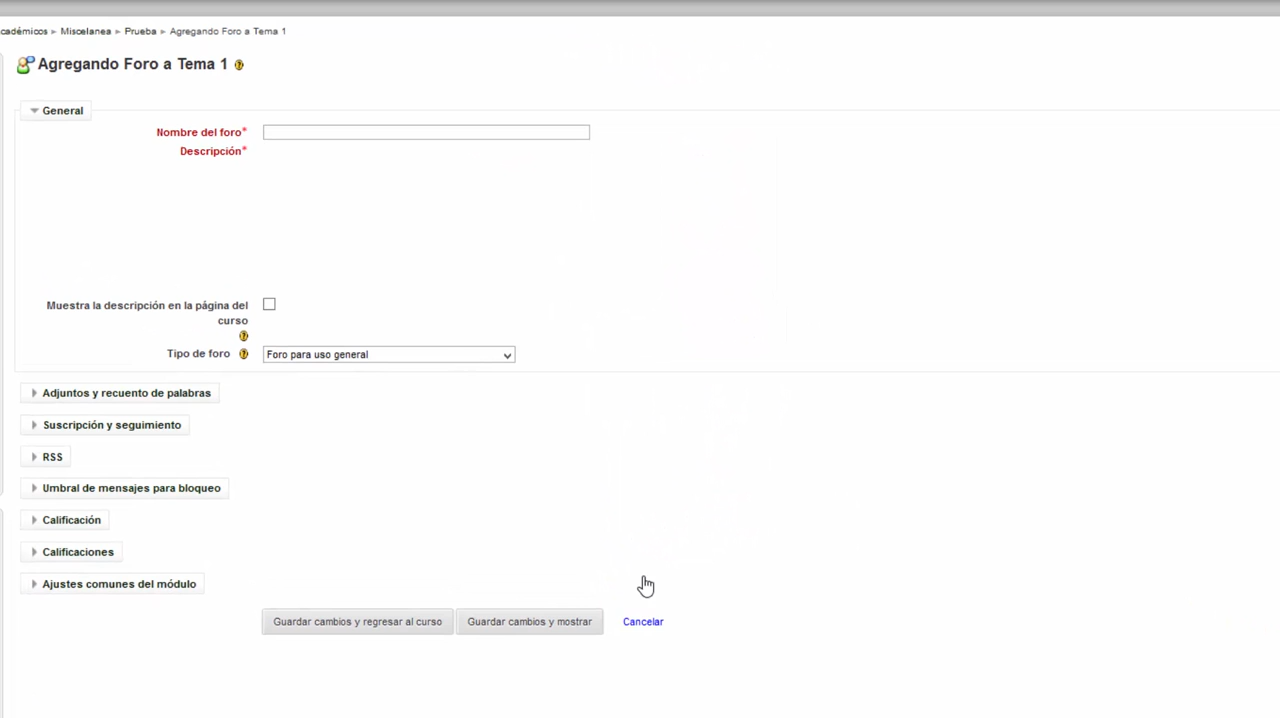 cadémicos ► Miscelanea ► Prueba ► Agregando Foro a Tema 1
Agregando Foro a Tema 1
General
Nombre del foro*
Descripción*
Muestra la descripción en la página del
curso
Tipo de foro Foro para uso general
Adjuntos y recuento de palabras
Suscripción y seguimiento
RSS
Umbral de mensajes para bloqueo
Calificación
Calificaciones
Ajustes comunes del módulo
Guardar cambios y regresar al curso Guardar cambios y mostrar Cancelar